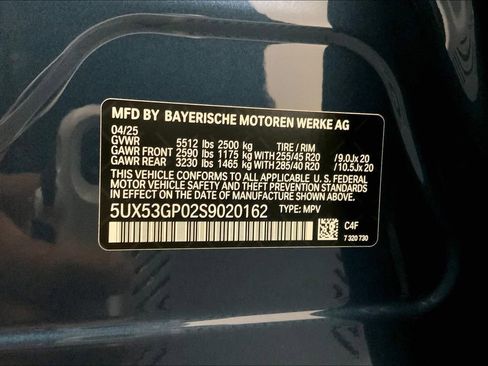 MFD BY BAYERISCHE MOTOREN WERKE AG
04/25
GVWR 5512 lbs 2500 kg TIRE / RIM
GAWR FRONT 2590 lbs 1175 kg WITH 255/45 R20 / 9.0Jx 20
GAWR REAR 3230 lbs 1465 kg WITH 285/40 R20 / 10.5Jx 20
THIS VEHICLE CONFORMS TO ALL APPLICABLE U. S. FEDERAL
MOTOR VEHICLE SAFETY AND THEFT PREVENTION STANDARDS
IN EFFECT ON THE DATE OF MANUFACTURE SHOWN ABOVE.
5UX53GP02S9020162 TYPE: MPV
C4F
7 320 730